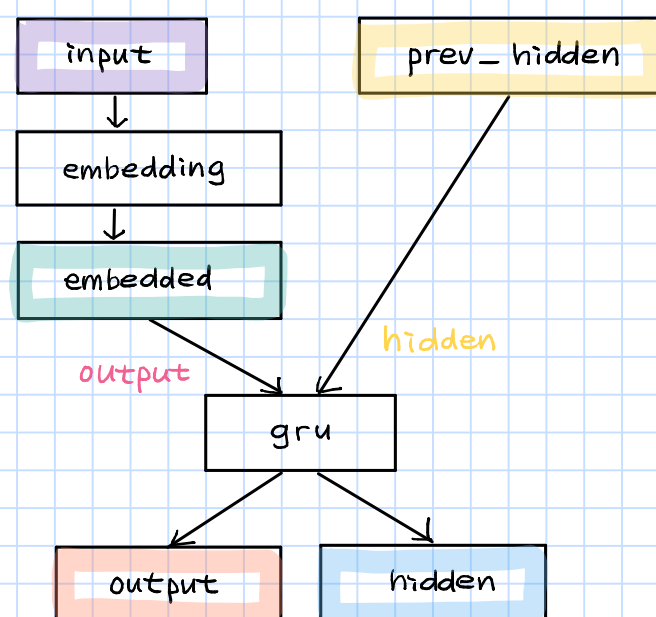 input
prev_hidden
embedding
embedded
hidden
output
gru
output
hidden